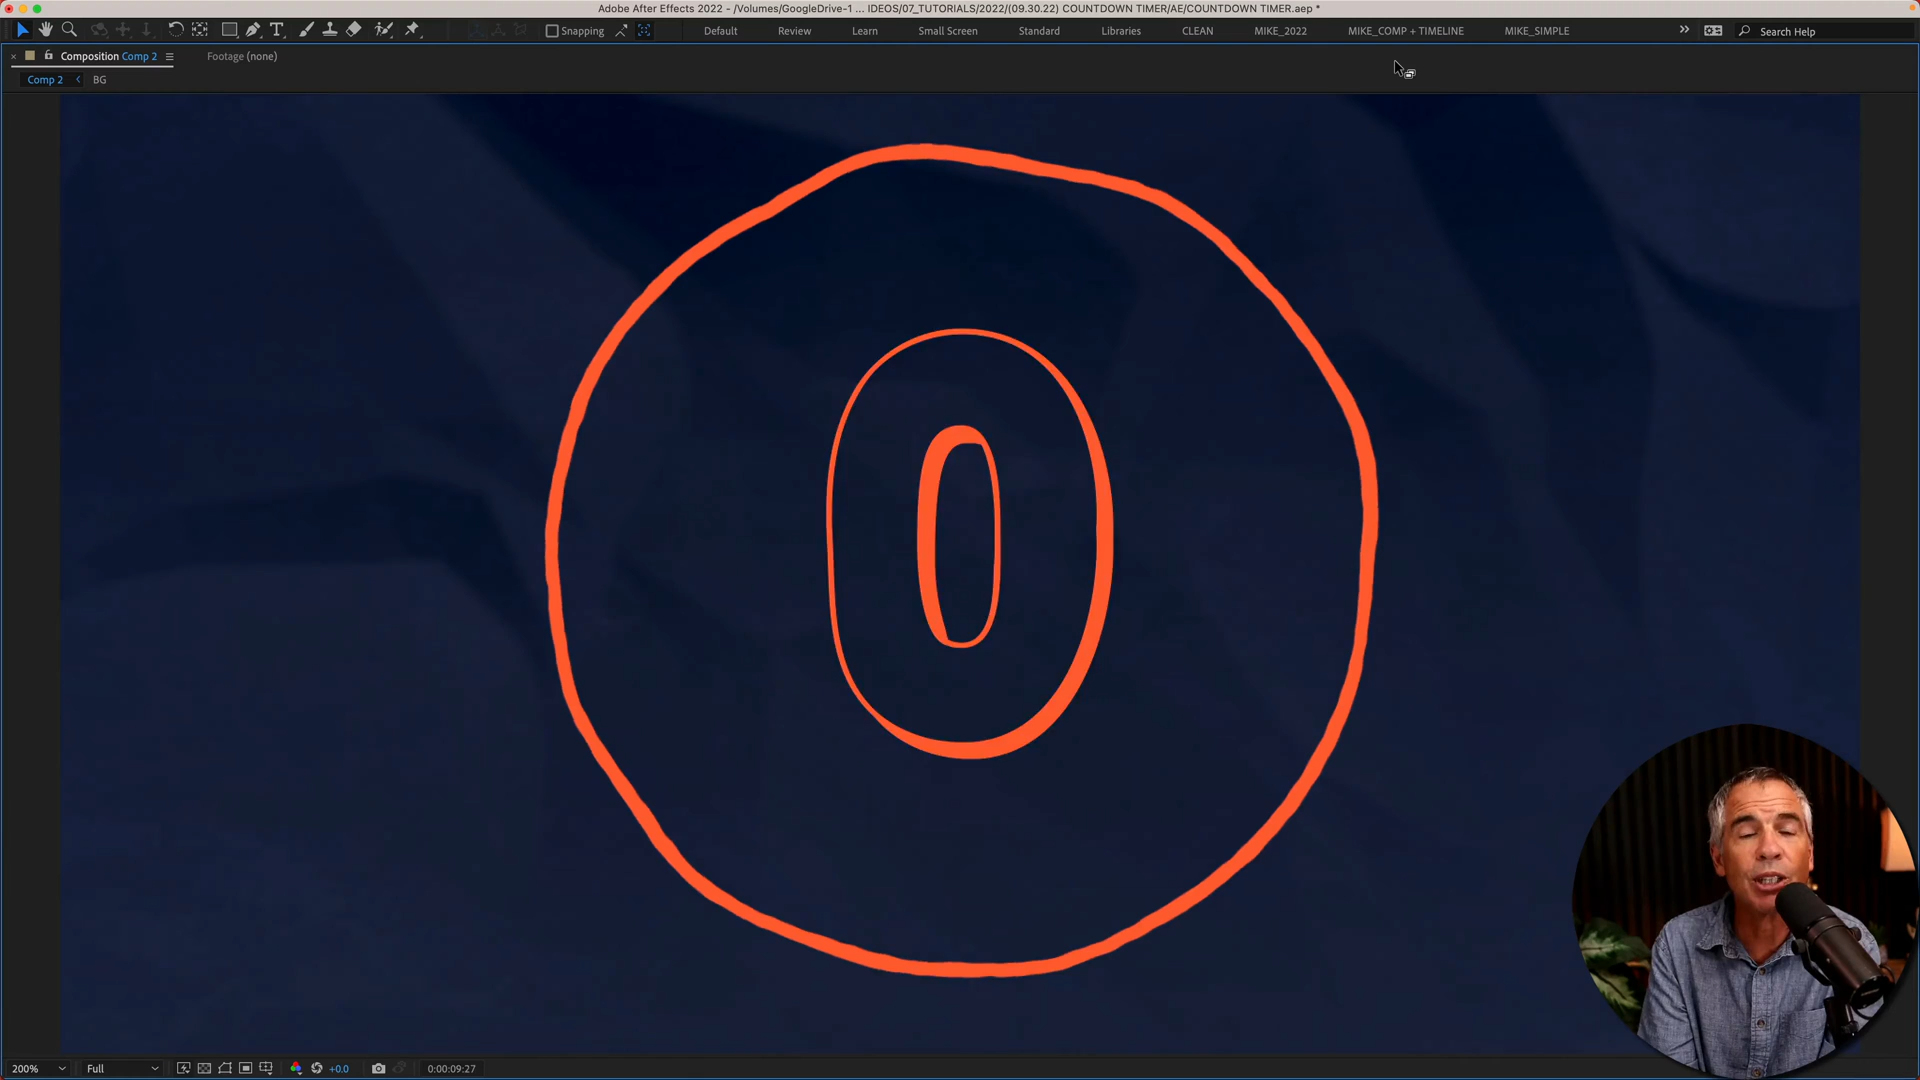 Adobe After Effects 2022 - /Volumes/GoogleDrive-1 ... IDEOS/07_TUTORIALS/2022/(09.30.22) COUNTDOWN TIMER/AE/COUNTDOWN TIMER.aep *
Snapping Default Review Learn Small Screen Standard Libraries CLEAN MIKE_2022 MIKE_COMP + TIMELINE MIKE_SIMPLE Search Help
Composition Comp 2 Footage (none)
Comp 2 BG
0
200% Full +0.0 0:00:09:27